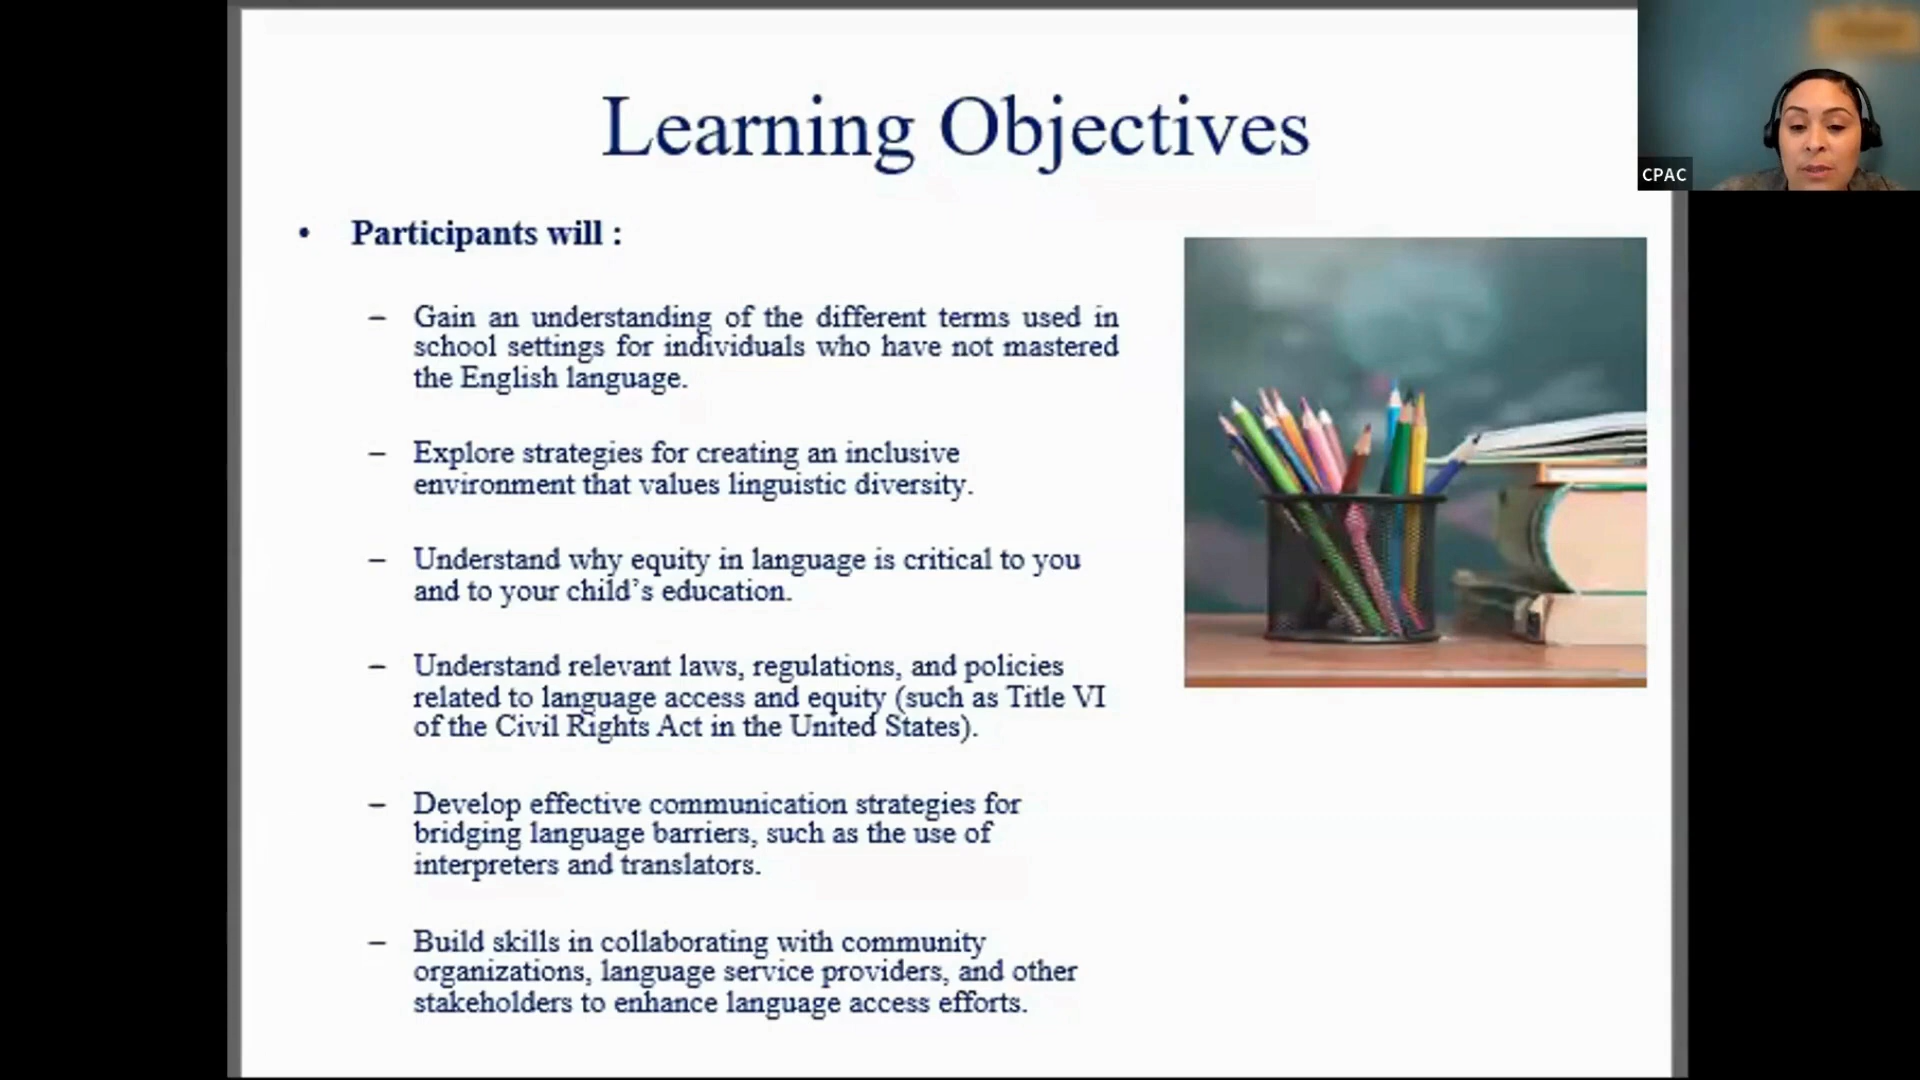 Learning Objectives
CPAC
• Participants will :
– Gain an understanding of the different terms used in
school settings for individuals who have not mastered
the English language.
– Explore strategies for creating an inclusive
environment that values linguistic diversity.
– Understand why equity in language is critical to you
and to your child’s education.
– Understand relevant laws, regulations, and policies
related to language access and equity (such as Title VI
of the Civil Rights Act in the United States).
– Develop effective communication strategies for
bridging language barriers, such as the use of
interpreters and translators.
– Build skills in collaborating with community
organizations, language service providers, and other
stakeholders to enhance language access efforts.